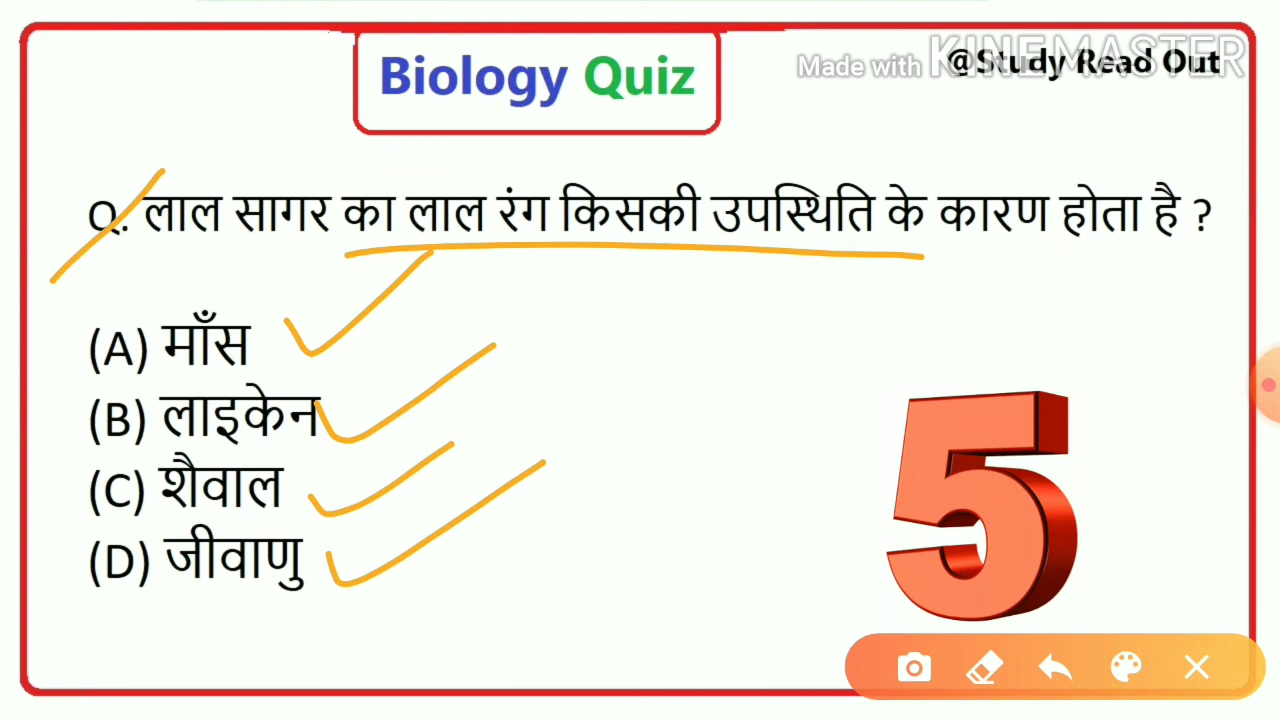 Biology Quiz
Made with KINEMASTER
@Study Read Out
Q. लाल सागर का लाल रंग किसकी उपस्थिति के कारण होता है ?
(A) माँस
(B) लाइकेन
(C) शैवाल
(D) जीवाणु
5